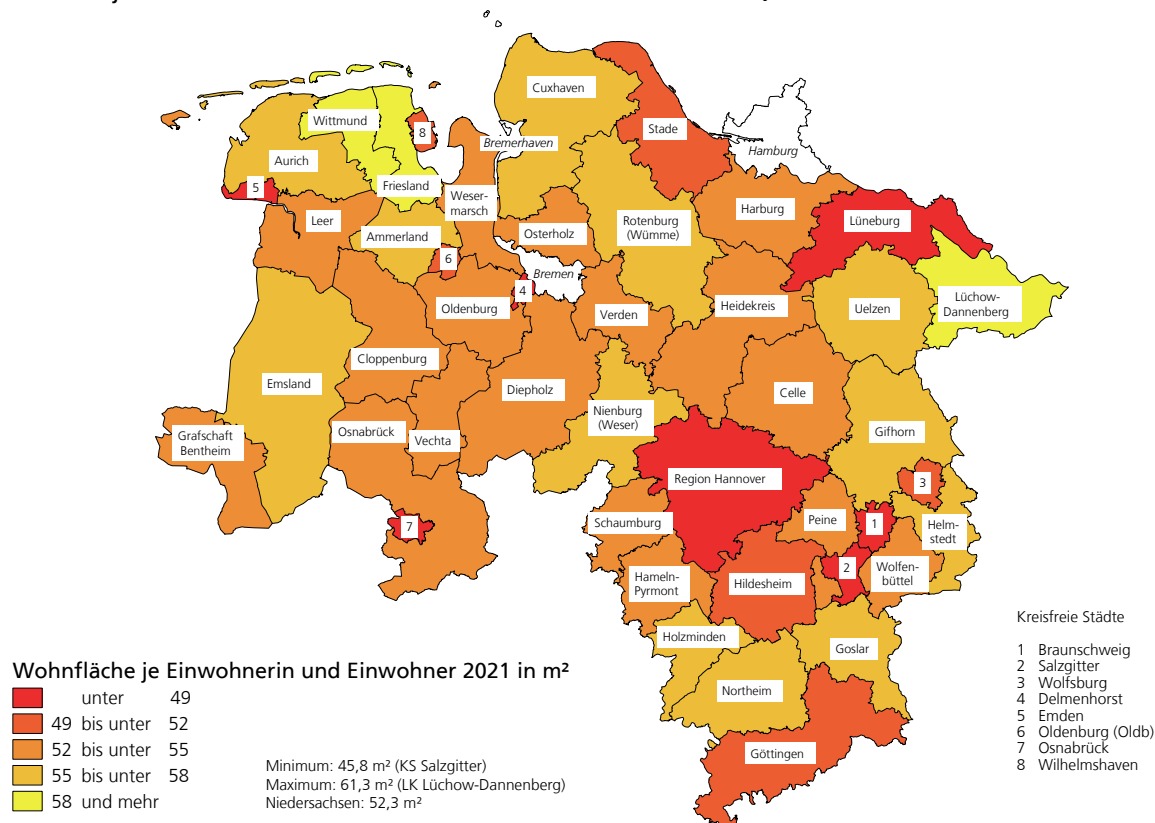 Cuxhaven
Wittmund
8
Stade
Bremerhaven
Hamburg
Aurich
5
Friesland
Weser-
marsch
Leer
Harburg
Lüneburg
Rotenburg
(Wümme)
Ammerland
Osterholz
6
Bremen
4
Oldenburg
Verden
Heidekreis
Uelzen
Lüchow-
Dannenberg
Cloppenburg
Emsland
Diepholz
Celle
Nienburg
(Weser)
Grafschaft
Bentheim
Osnabrück
Vechta
Gifhorn
Region Hannover
3
7
Schaumburg
Peine
1
Helm-
stedt
2
Wolfen-
büttel
Hameln-
Pyrmont
Hildesheim
Holzminden
Goslar
Northeim
Göttingen
Kreisfreie Städte
1 Braunschweig
2 Salzgitter
3 Wolfsburg
4 Delmenhorst
5 Emden
6 Oldenburg (Oldb)
7 Osnabrück
8 Wilhelmshaven
Wohnfläche je Einwohnerin und Einwohner 2021 in m²
unter 49
49 bis unter 52
52 bis unter 55
55 bis unter 58
58 und mehr
Minimum: 45,8 m² (KS Salzgitter)
Maximum: 61,3 m² (LK Lüchow-Dannenberg)
Niedersachsen: 52,3 m²